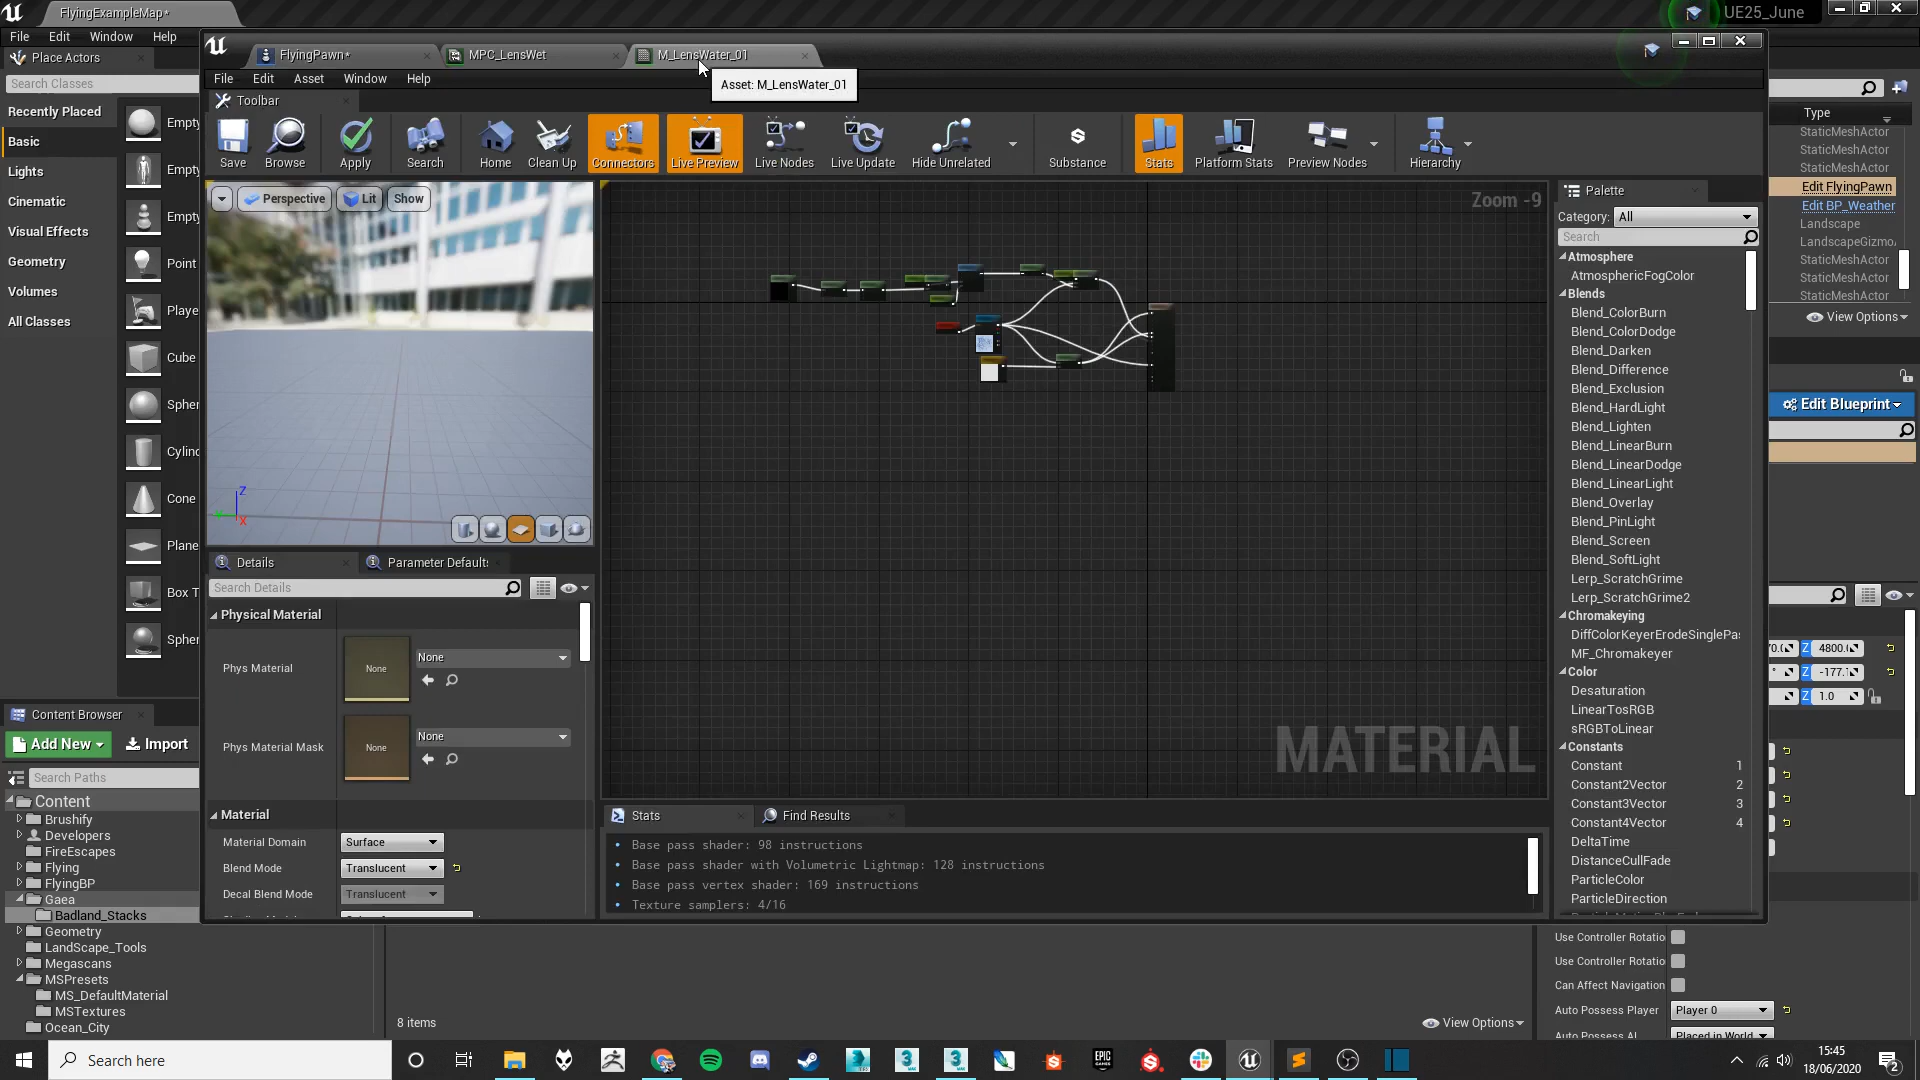 FlyingExampleMap*
UE25_June
File Edit Window Help
FlyingPawn*
MPC_LensWet
M_LensWater_01
Asset: M_LensWater_01
Place Actors
Search Classes
Recently Placed
Basic
Lights
Cinematic
Visual Effects
Geometry
Volumes
All Classes
Empty
Empty
Empty
Point
Playe
Cube
Spher
Cylind
Cone
Plane
Box T
Spher
File Edit Asset Window Help
Toolbar
Save
Browse
Apply
Search
Home
Clean Up
Connectors
Live Preview
Live Nodes
Live Update
Hide Unrelated
Substance
Stats
Platform Stats
Preview Nodes
Hierarchy
Perspective
Lit
Show
Z
X
Zoom -9
MATERIAL
Details
Parameter Default:
Search Details
Physical Material
Phys Material
None
None
Phys Material Mask
None
None
Material
Material Domain
Surface
Blend Mode
Translucent
Decal Blend Mode
Translucent
Stats
Find Results
Base pass shader: 98 instructions
Base pass shader with Volumetric Lightmap: 128 instructions
Base pass vertex shader: 169 instructions
Texture samplers: 4/16
Palette
Category: All
Search
Atmosphere
AtmosphericFogColor
Blends
Blend_ColorBurn
Blend_ColorDodge
Blend_Darken
Blend_Difference
Blend_Exclusion
Blend_HardLight
Blend_Lighten
Blend_LinearBurn
Blend_LinearDodge
Blend_LinearLight
Blend_Overlay
Blend_PinLight
Blend_Screen
Blend_SoftLight
Lerp_ScratchGrime
Lerp_ScratchGrime2
Chromakeying
DiffColorKeyerErodeSinglePa
MF_Chromakeyer
Color
Desaturation
LinearTosRGB
sRGBToLinear
Constants
Constant 1
Constant2Vector 2
Constant3Vector 3
Constant4Vector 4
DeltaTime
DistanceCullFade
ParticleColor
ParticleDirection
Type
StaticMeshActor
StaticMeshActor
StaticMeshActor
Edit FlyingPawn
Edit BP_Weather
Landscape
LandscapeGizmo
StaticMeshActor
StaticMeshActor
StaticMeshActor
View Options
Edit Blueprint
Z 4800.
Z -177.
Z 1.0
Use Controller Rotatio
Use Controller Rotatio
Can Affect Navigation
Auto Possess Player
Player 0
Auto Possess AI
Placed in World
Content Browser
Add New
Import
Search Paths
Content
Brushify
Developers
FireEscapes
Flying
FlyingBP
Gaea
Badland_Stacks
Geometry
LandScape_Tools
Megascans
MSPresets
MS_DefaultMaterial
MSTextures
Ocean_City
8 items
View Options
Search here
15:45
18/06/2020
2